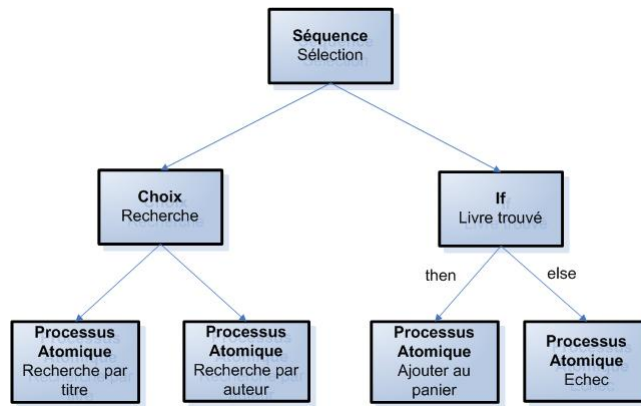 Séquence
Sélection
Choix
Recherche
If
Livre trouvé
then
else
Processus
Atomique
Recherche par
titre
Processus
Atomique
Recherche par
auteur
Processus
Atomique
Ajouter au
panier
Processus
Atomique
Echec